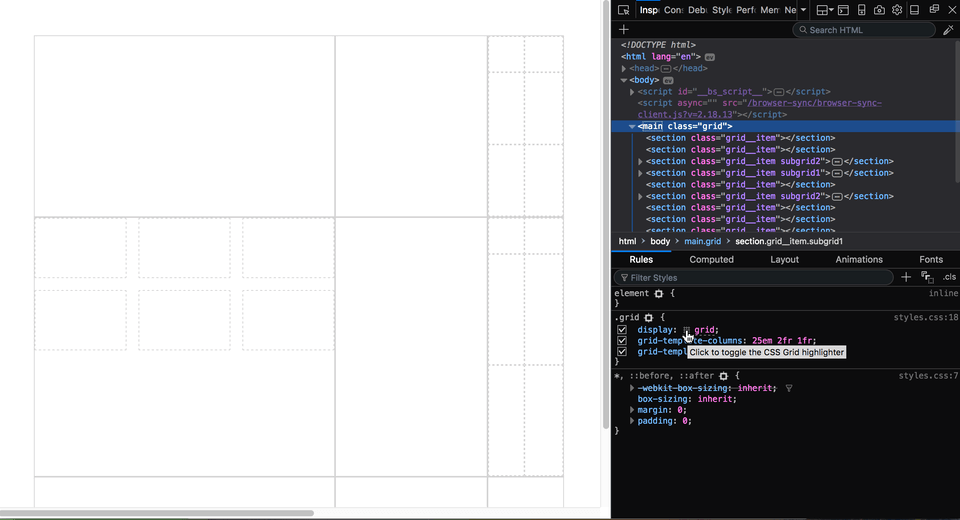 Insp Con Deb Style Perf Mem Ne
Search HTML
<!DOCTYPE html>
<html lang="en"> ev
<head> </head>
<body> ev
<script id="__bs_script__"> </script>
<script async="" src="/browser-sync/browser-sync-
client.js?v=2.18.13"></script>
<main class="grid">
<section class="grid__item"></section>
<section class="grid__item"></section>
<section class="grid__item subgrid2"> </section>
<section class="grid__item subgrid1"> </section>
<section class="grid__item"></section>
<section class="grid__item subgrid2"> </section>
<section class="grid__item"></section>
<section class="grid__item"></section>
<section class="grid__item"></section>
html body main.grid section.grid__item.subgrid1
Rules Computed Layout Animations Fonts
Filter Styles + .cls
element { inline
}
.grid { styles.css:18
display: grid;
grid-template-columns: 25em 2fr 1fr;
grid-templ
Click to toggle the CSS Grid highlighter
}
*, ::before, ::after { styles.css:7
-webkit-box-sizing: inherit;
box-sizing: inherit;
margin: 0;
padding: 0;
}